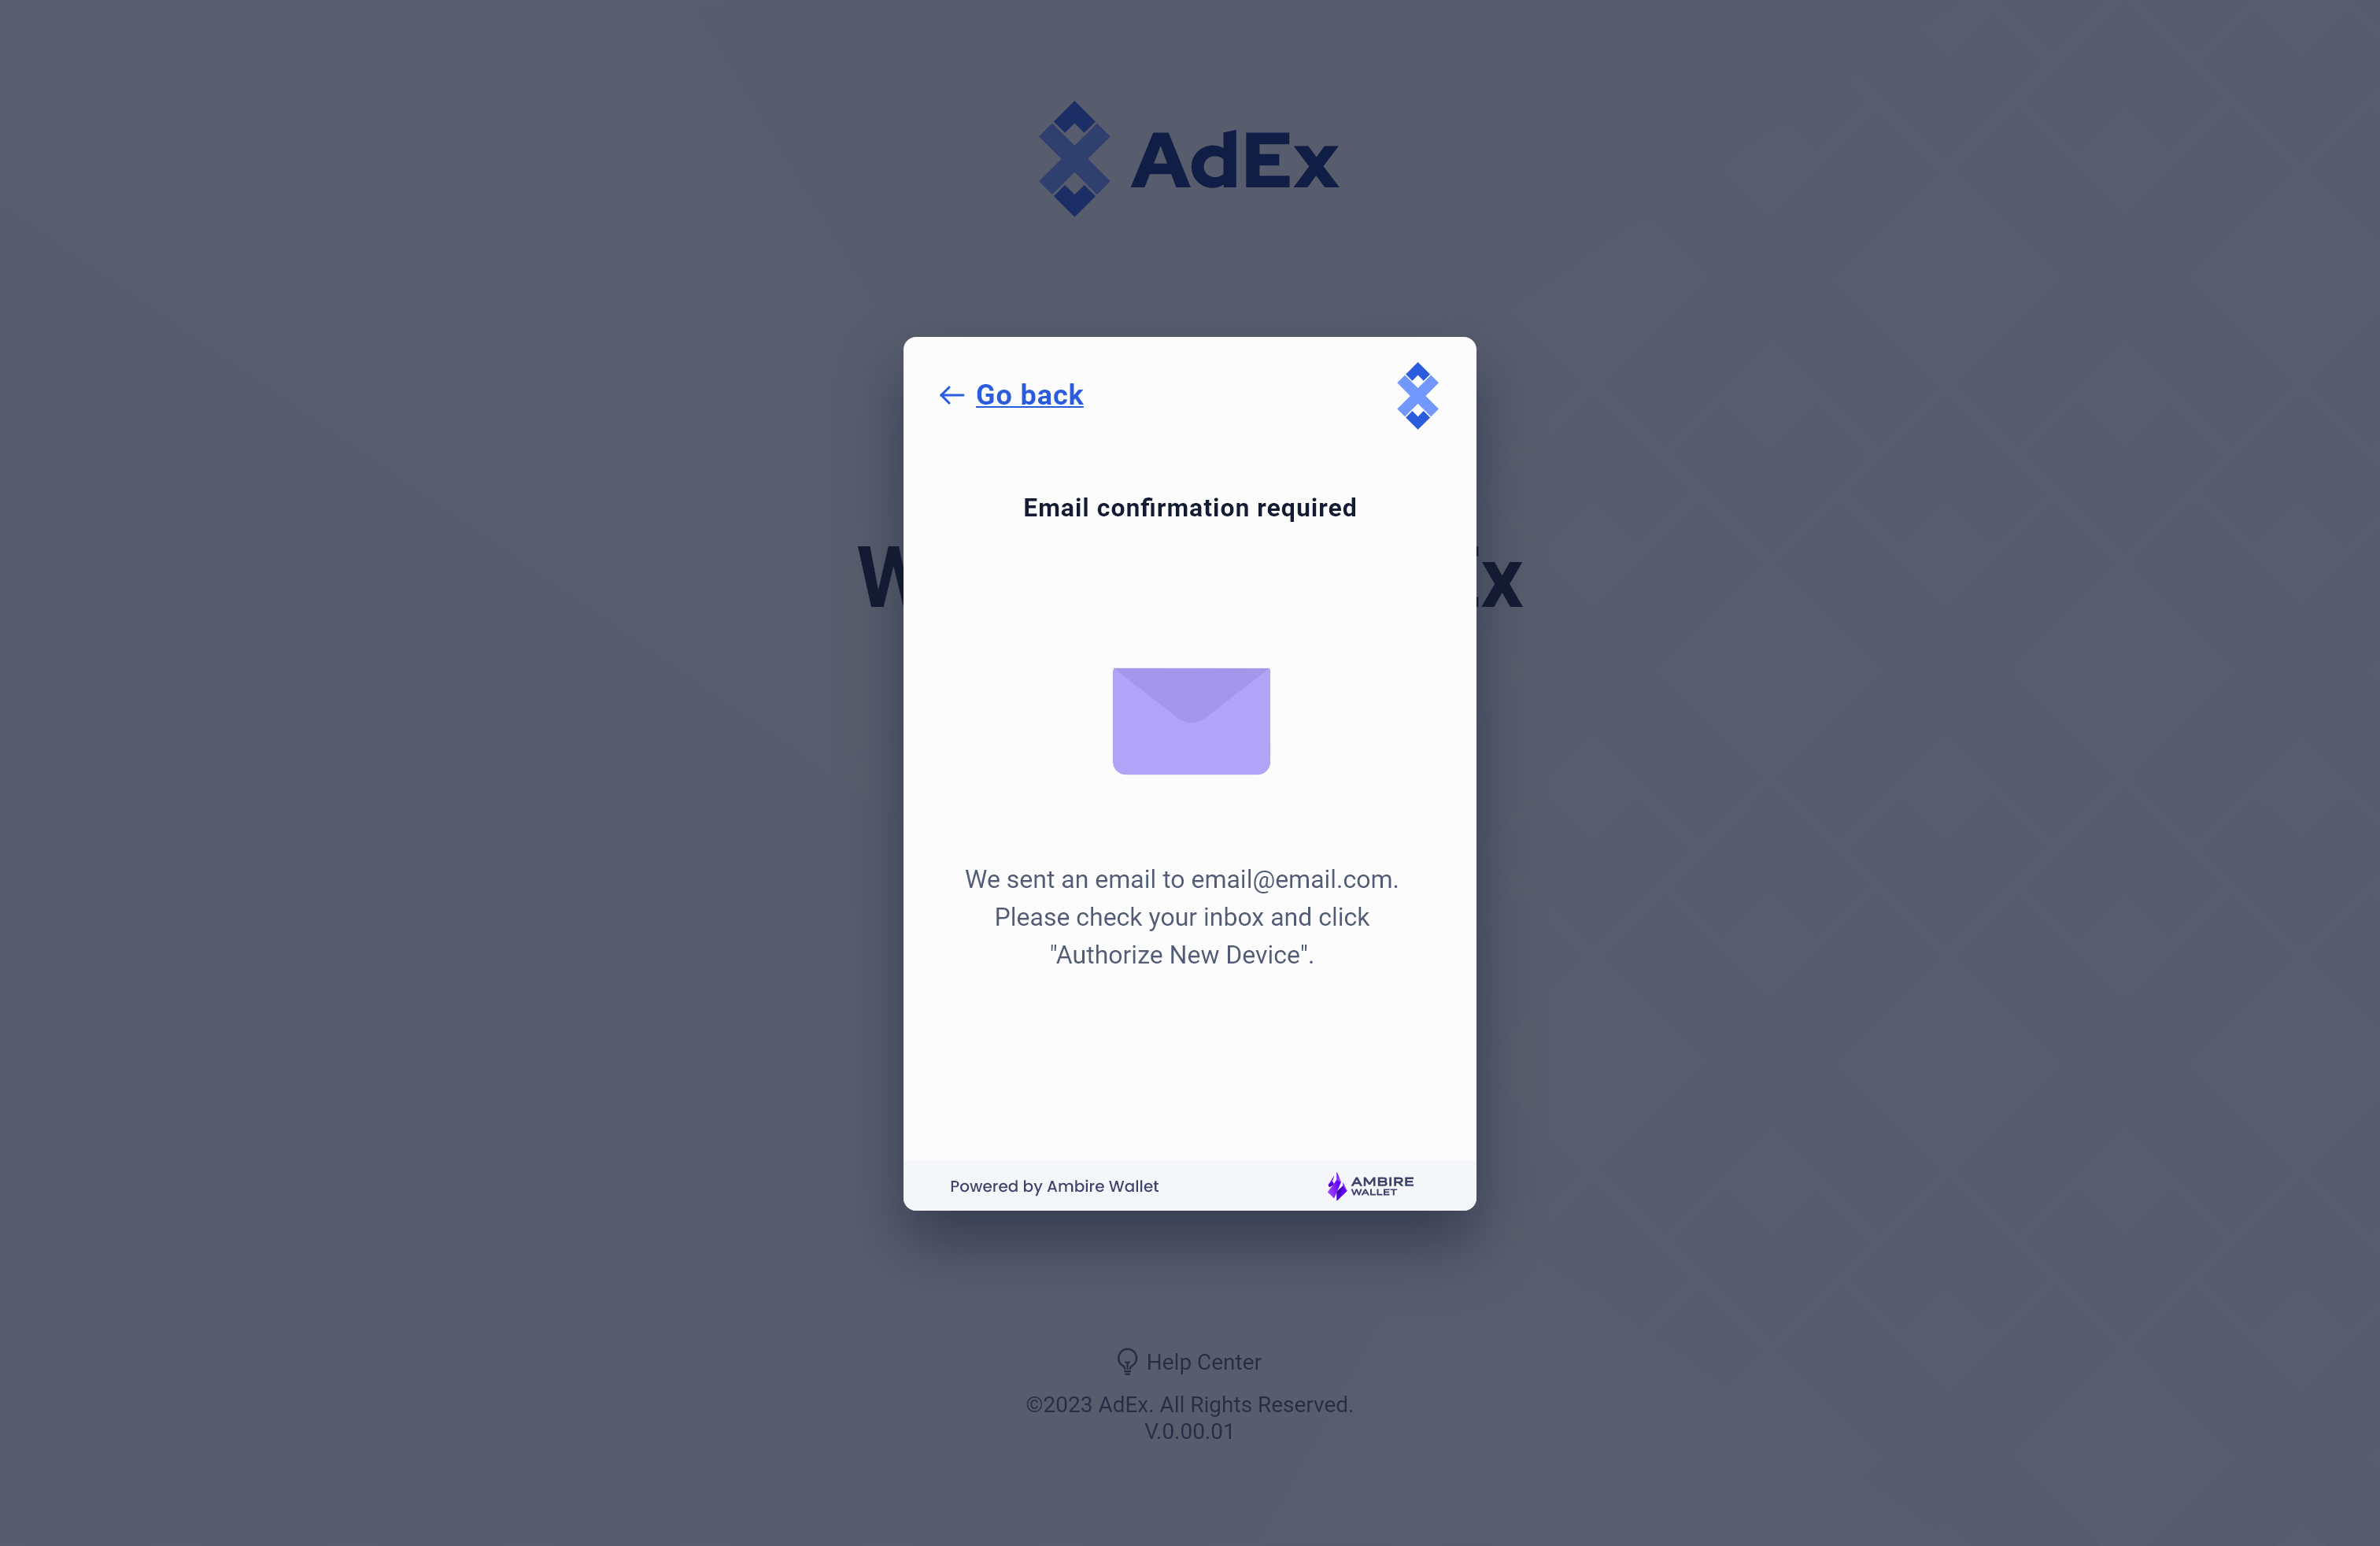 AdEx
Go back
Email confirmation required
We sent an email to email@email.com.
Please check your inbox and click
"Authorize New Device".
Powered by Ambire Wallet
AMBIRE
WALLET
Help Center
©2023 AdEx. All Rights Reserved.
V.0.00.01